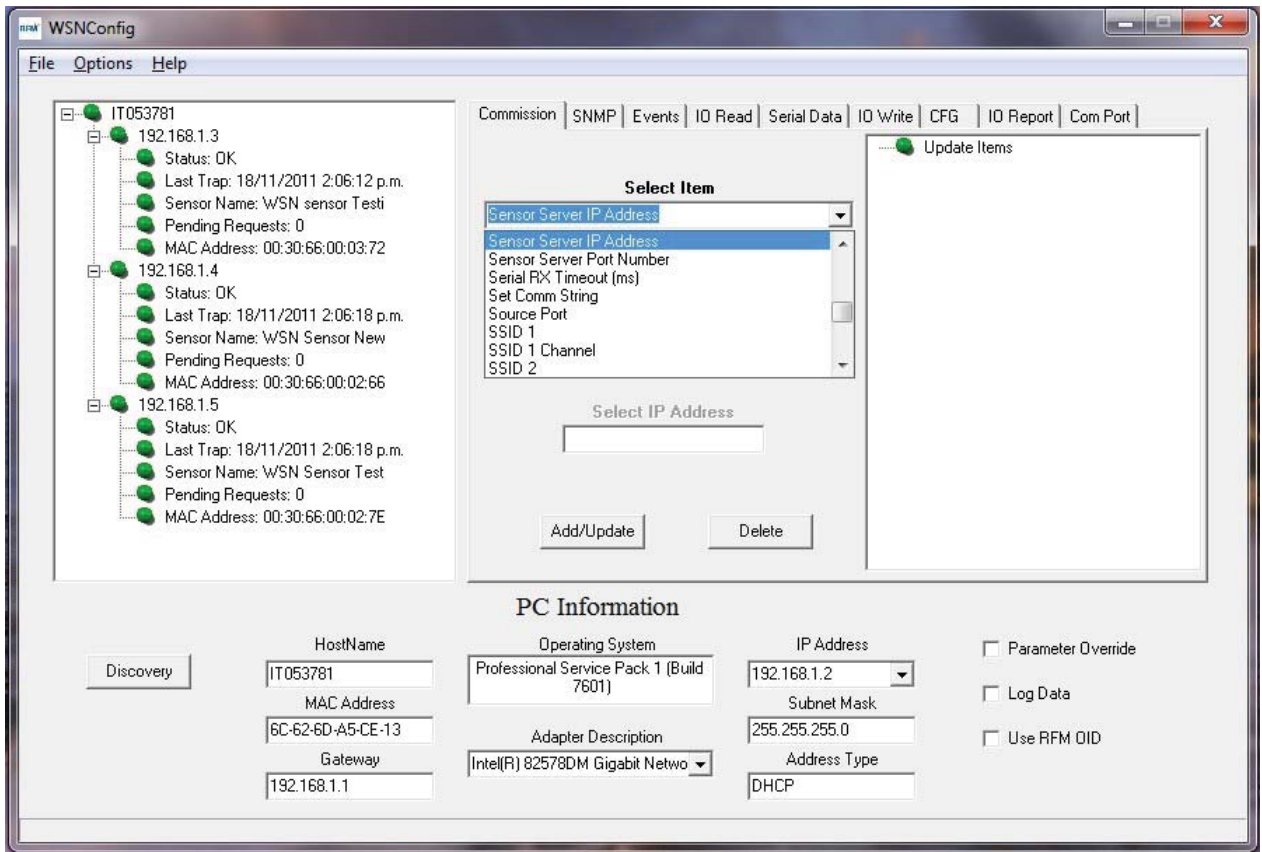 RFM WSNConfig
File Options Help
IT053781
192.168.1.3
Status: OK
Last Trap: 18/11/2011 2:06:12 p.m.
Sensor Name: WSN sensor Testi
Pending Requests: 0
MAC Address: 00:30:66:00:03:72
192.168.1.4
Status: OK
Last Trap: 18/11/2011 2:06:18 p.m.
Sensor Name: WSN Sensor New
Pending Requests: 0
MAC Address: 00:30:66:00:02:66
192.168.1.5
Status: OK
Last Trap: 18/11/2011 2:06:18 p.m.
Sensor Name: WSN Sensor Test
Pending Requests: 0
MAC Address: 00:30:66:00:02:7E
Commission SNMP Events IO Read Serial Data IO Write CFG IO Report Com Port
Select Item
Sensor Server IP Address
Sensor Server IP Address
Sensor Server Port Number
Serial RX Timeout (ms)
Set Comm String
Source Port
SSID 1
SSID 1 Channel
SSID 2
Select IP Address
Add/Update Delete
Update Items
PC Information
Discovery
HostName
IT053781
MAC Address
6C-62-6D-A5-CE-13
Gateway
192.168.1.1
Operating System
Professional Service Pack 1 (Build
7601)
Adapter Description
Intel(R) 82578DM Gigabit Netwo
IP Address
192.168.1.2
Subnet Mask
255.255.255.0
Address Type
DHCP
Parameter Override
Log Data
Use RFM OID